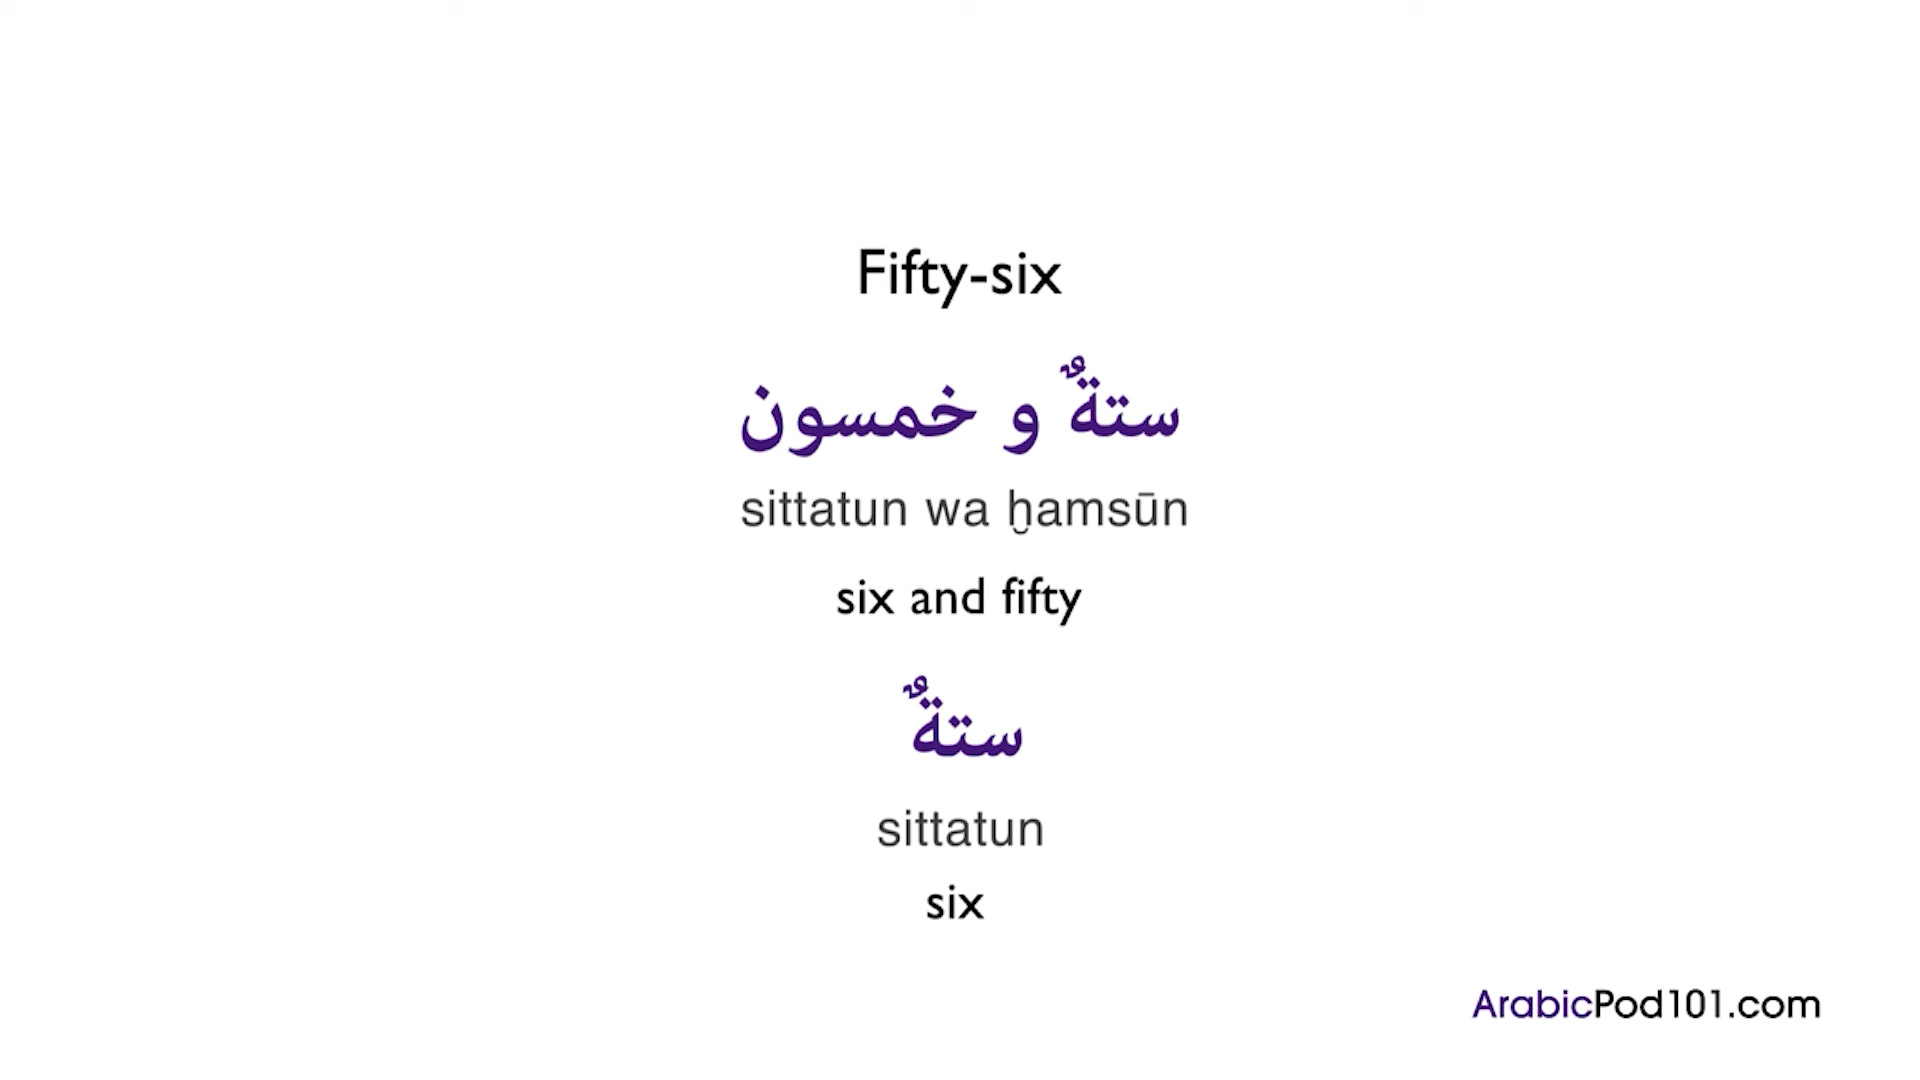 Fifty-six
ستةٌ و خمسون
sittatun wa ḫamsūn
six and fifty
ستةٌ
sittatun
six
ArabicPod101.com